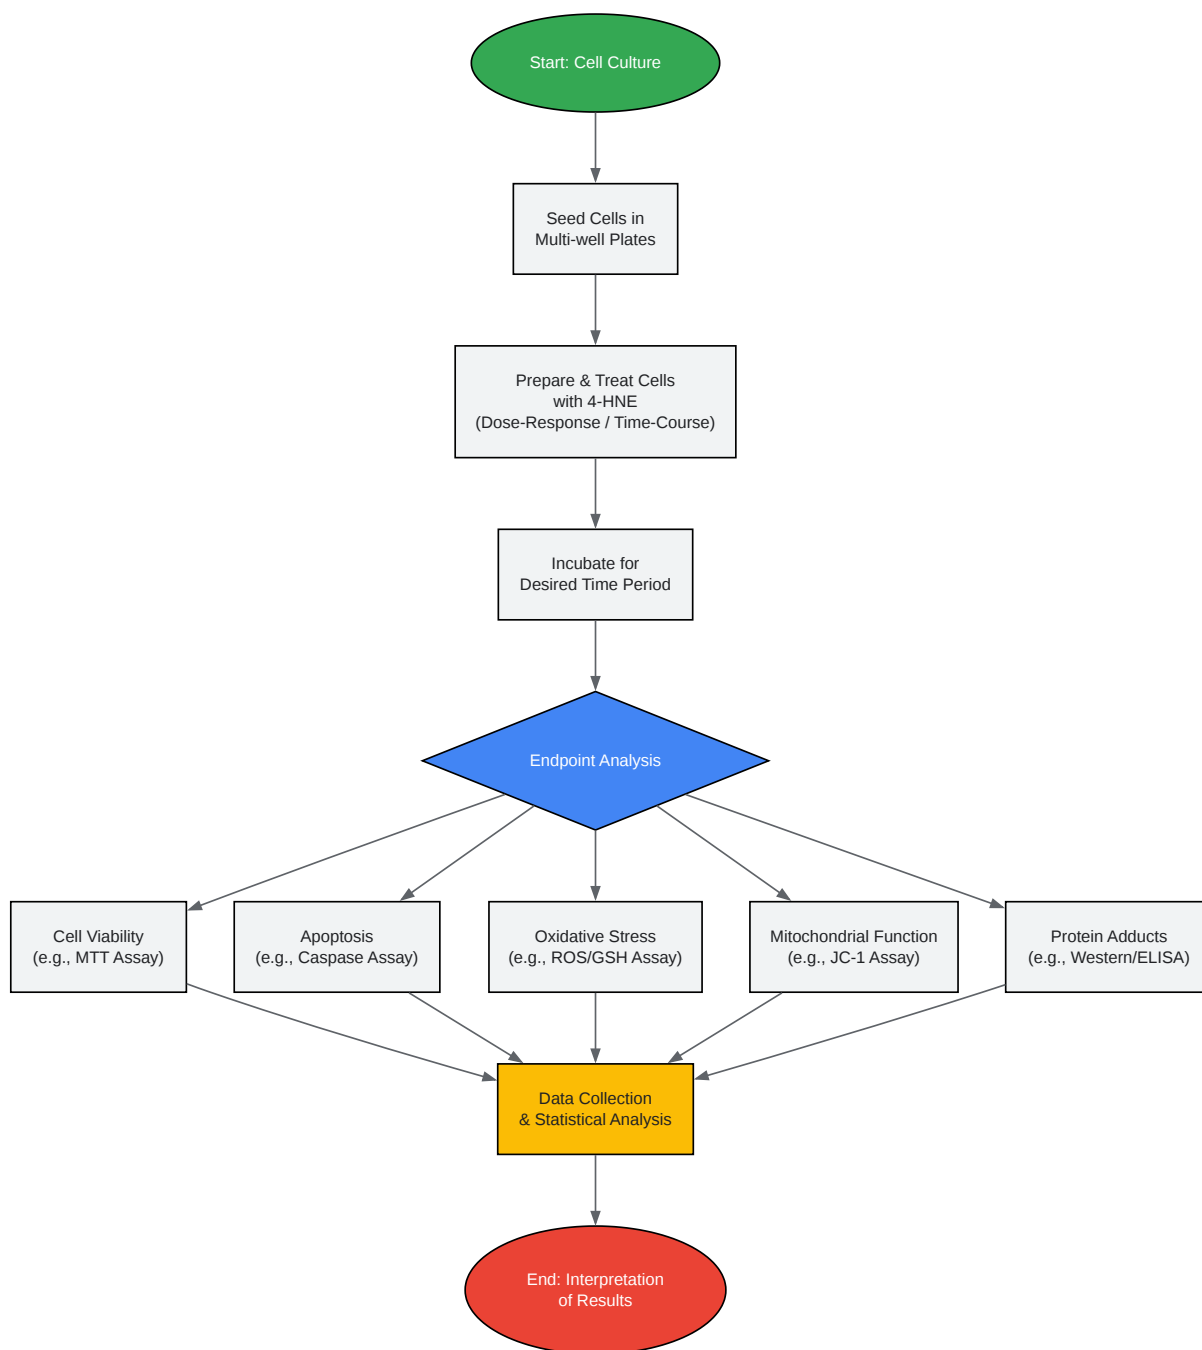 Start: Cell Culture
Seed Cells in
Multi-well Plates
Prepare & Treat Cells
with 4-HNE
(Dose-Response / Time-Course)
Incubate for
Desired Time Period
Endpoint Analysis
Cell Viability
(e.g., MTT Assay)
Apoptosis
(e.g., Caspase Assay)
Oxidative Stress
(e.g., ROS/GSH Assay)
Mitochondrial Function
(e.g., JC-1 Assay)
Protein Adducts
(e.g., Western/ELISA)
Data Collection
& Statistical Analysis
End: Interpretation
of Results